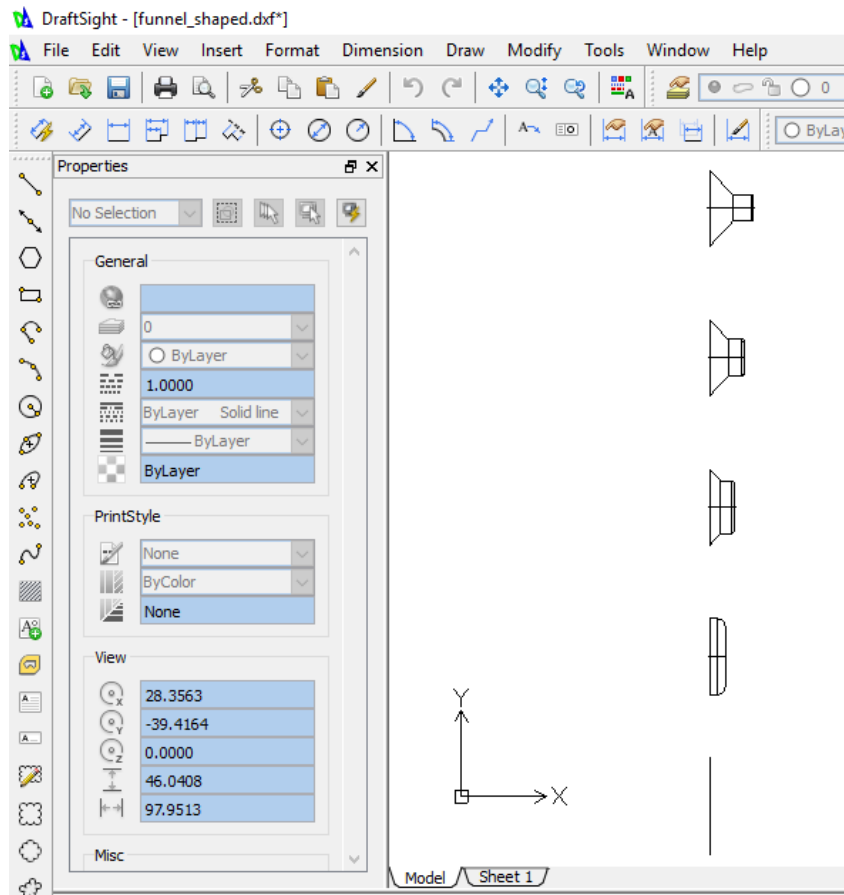 DraftSight - [funnel_shaped.dxf*]
File Edit View Insert Format Dimension Draw Modify Tools Window Help
0
A
A
ByLay
Properties
No Selection
General
0
ByLayer
1.0000
ByLayer Solid line
ByLayer
ByLayer
PrintStyle
None
ByColor
None
View
X 28.3563
Y -39.4164
Z 0.0000
46.0408
97.9513
Misc
A
A
A
Y
X
Model Sheet 1